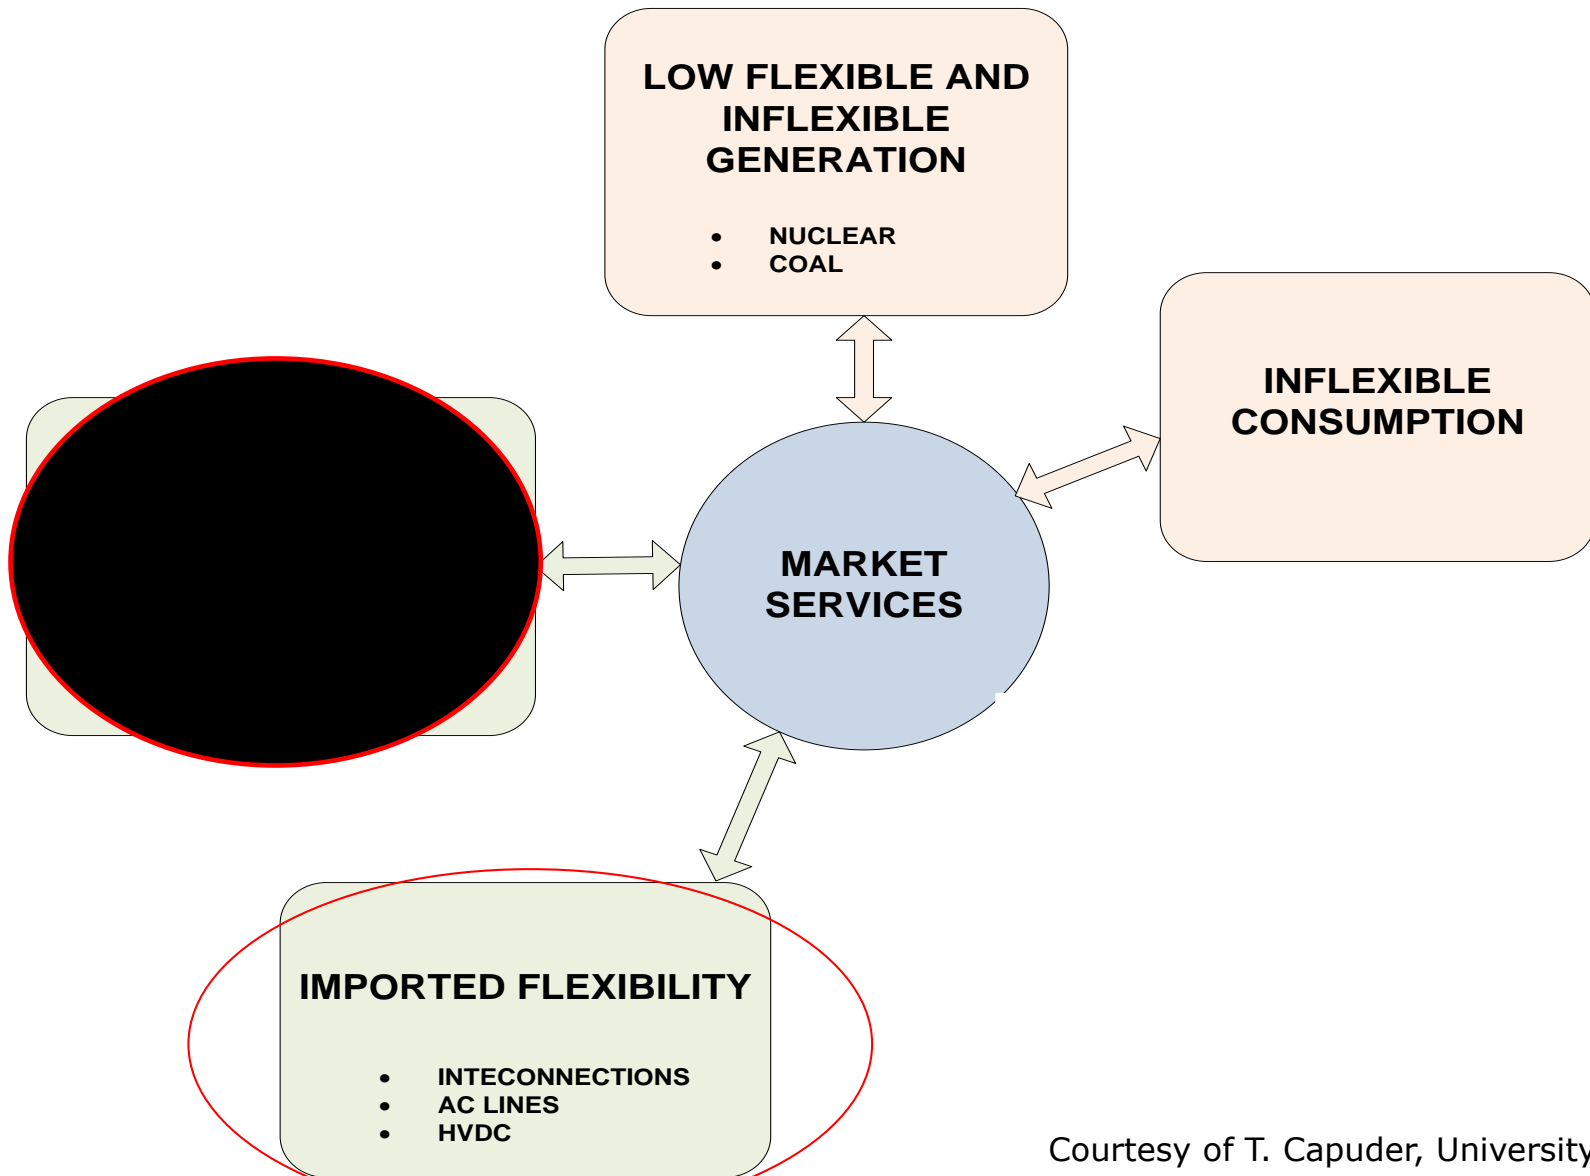 LOW FLEXIBLE AND
INFLEXIBLE
GENERATION
• NUCLEAR
• COAL
INFLEXIBLE
CONSUMPTION
MARKET
SERVICES
IMPORTED FLEXIBILITY
• INTECONNECTIONS
• AC LINES
• HVDC
Courtesy of T. Capuder, University